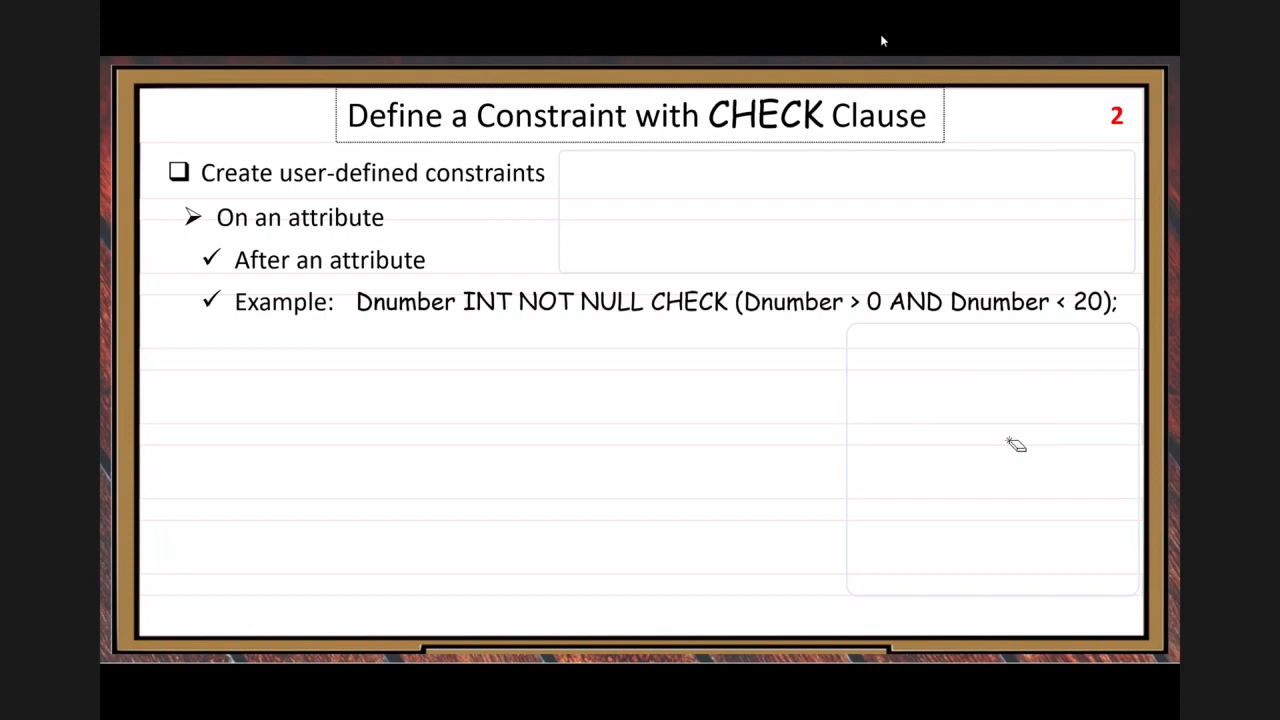 Define a Constraint with CHECK Clause
2
Create user-defined constraints
On an attribute
After an attribute
Example: Dnumber INT NOT NULL CHECK (Dnumber > 0 AND Dnumber < 20);